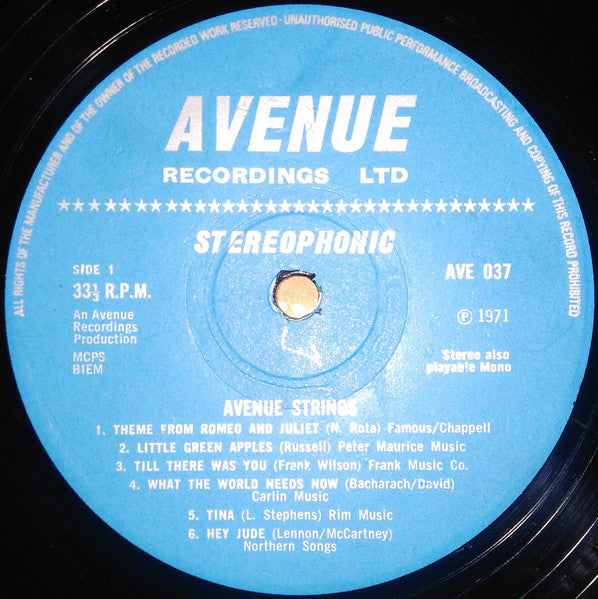 ALL RIGHTS OF THE MANUFACTURER AND OF THE OWNER OF THE RECORDED WORK RESERVED · UNAUTHORISED PUBLIC PERFORMANCE BROADCASTING AND COPYING OF THIS RECORD PROHIBITED
AVENUE
RECORDINGS LTD
STEREOPHONIC
SIDE 1
33⅓ R.P.M.
An Avenue
Recordings
Production
MCPS
BIEM
AVE 037
℗ 1971
Stereo also
playable Mono
AVENUE STRINGS
1. THEME FROM ROMEO AND JULIET (N. Rota) Famous/Chappell
2. LITTLE GREEN APPLES (Russell) Peter Maurice Music
3. TILL THERE WAS YOU (Frank Wilson) Frank Music Co.
4. WHAT THE WORLD NEEDS NOW (Bacharach/David)
Carlin Music
5. TINA (L. Stephens) Rim Music
6. HEY JUDE (Lennon/McCartney)
Northern Songs